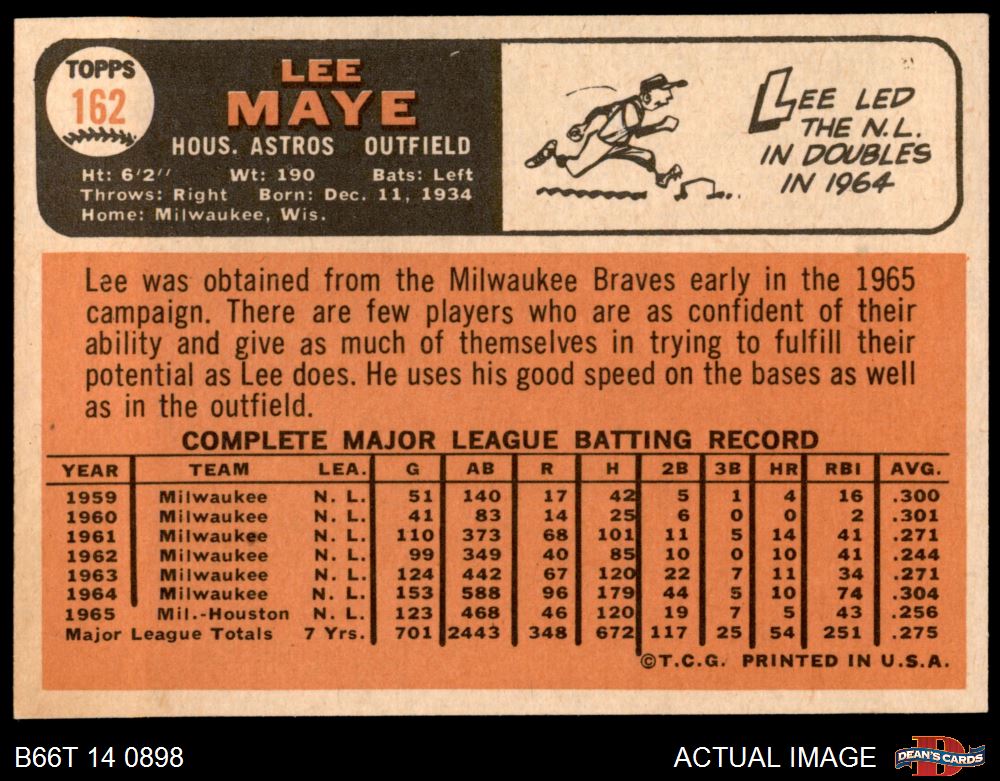 TOPPS
162
LEE
MAYE
HOUS. ASTROS OUTFIELD
Ht: 6'2" Wt: 190 Bats: Left
Throws: Right Born: Dec. 11, 1934
Home: Milwaukee, Wis.
LEE LED
THE N.L.
IN DOUBLES
IN 1964
Lee was obtained from the Milwaukee Braves early in the 1965
campaign. There are few players who are as confident of their
ability and give as much of themselves in trying to fulfill their
potential as Lee does. He uses his good speed on the bases as well
as in the outfield.
COMPLETE MAJOR LEAGUE BATTING RECORD
YEAR TEAM LEA. G AB R H 2B 3B HR RBI AVG.
1959 Milwaukee N. L. 51 140 17 42 5 1 4 16 .300
1960 Milwaukee N. L. 41 83 14 25 6 0 0 2 .301
1961 Milwaukee N. L. 110 373 68 101 11 5 14 41 .271
1962 Milwaukee N. L. 99 349 40 85 10 0 10 41 .244
1963 Milwaukee N. L. 124 442 67 120 22 7 11 34 .271
1964 Milwaukee N. L. 153 588 96 179 44 5 10 74 .304
1965 Mil.-Houston N. L. 123 468 46 120 19 7 5 43 .256
Major League Totals 7 Yrs. 701 2443 348 672 117 25 54 251 .275
©T.C.G. PRINTED IN U.S.A.
B66T 14 0898
ACTUAL IMAGE
D
DEAN'S CARDS